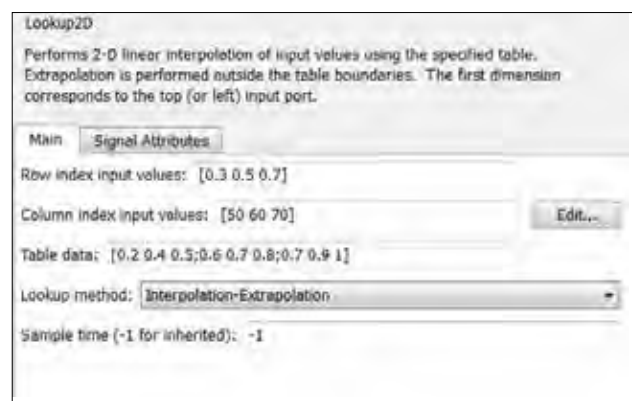 Lookup2D
Performs 2-D linear interpolation of input values using the specified table.
Extrapolation is performed outside the table boundaries. The first dimension
corresponds to the top (or left) input port.
Main Signal Attributes
Row index input values: [0.3 0.5 0.7]
Column index input values: [50 60 70] Edit...
Table data: [0.2 0.4 0.5;0.6 0.7 0.8;0.7 0.9 1]
Lookup method: Interpolation-Extrapolation
Sample time (-1 for inherited): -1